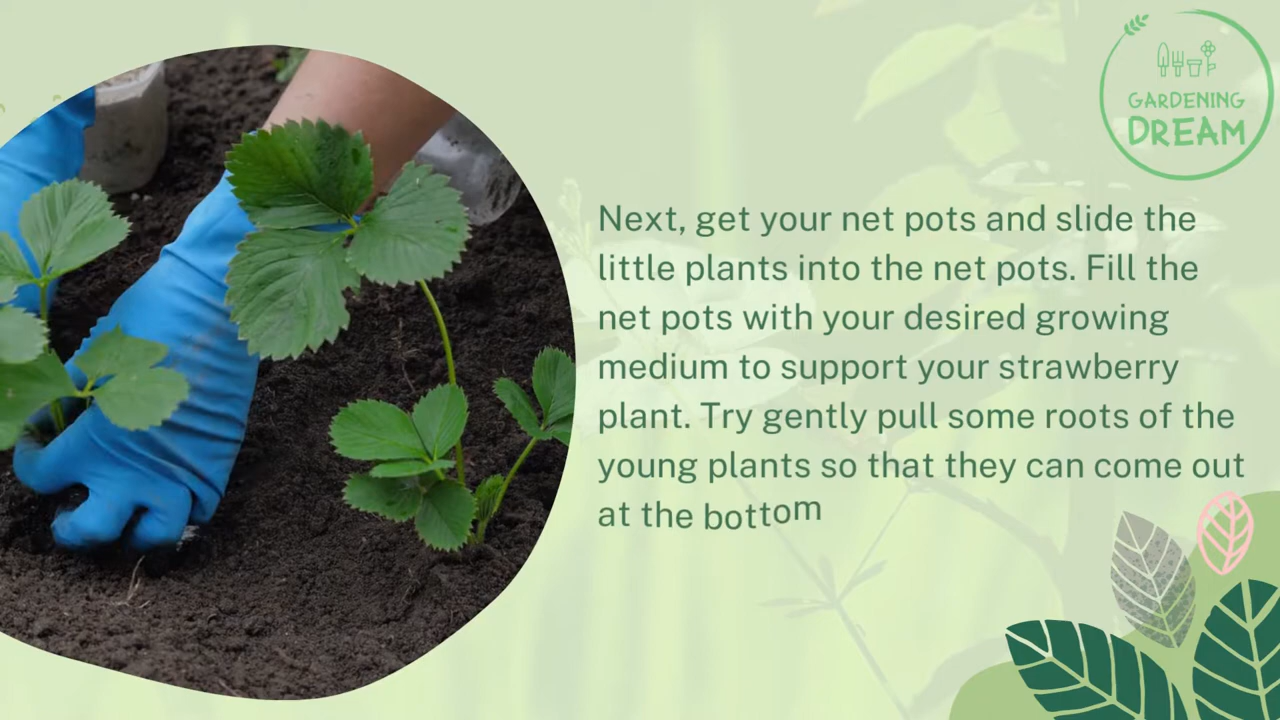 GARDENING
DREAM
Next, get your net pots and slide the
little plants into the net pots. Fill the
net pots with your desired growing
medium to support your strawberry
plant. Try gently pull some roots of the
young plants so that they can come out
at the bottom